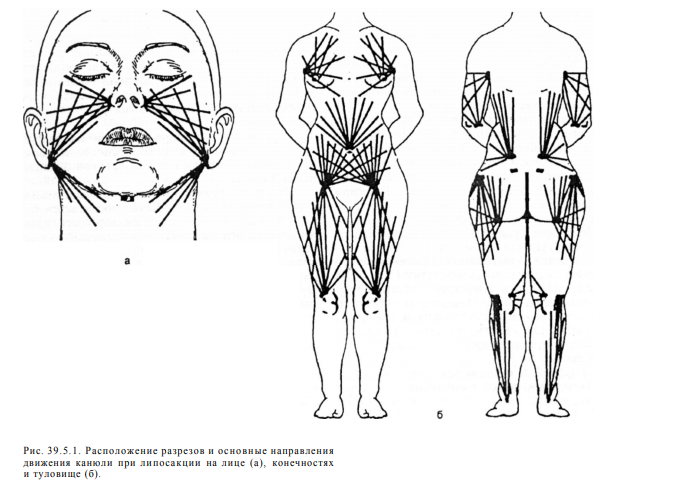 а
б
Рис. 39.5.1. Расположение разрезов и основные направления
движения канюли при липосакции на лице (а), конечностях
и туловище (б).